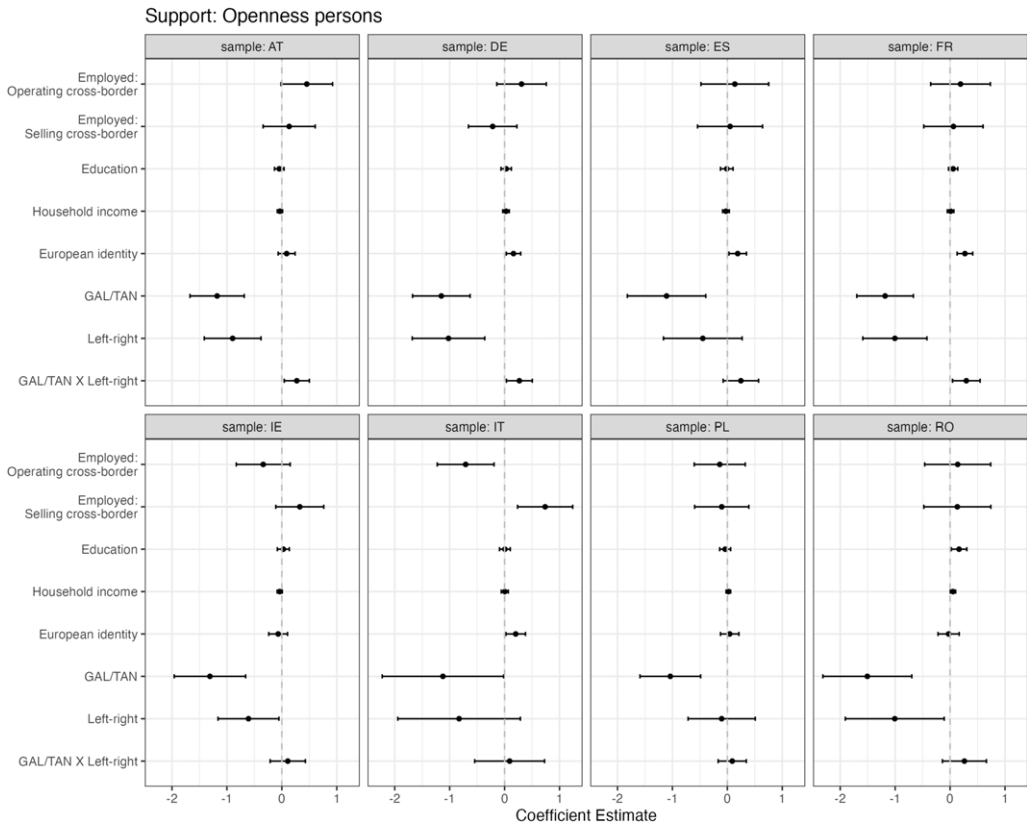 Support: Openness persons
sample: AT
sample: DE
sample: ES
sample: FR
Employed:
Operating cross-border
Employed:
Selling cross-border
Education
Household income
European identity
GAL/TAN
Left-right
GAL/TAN X Left-right
sample: IE
sample: IT
sample: PL
sample: RO
Employed:
Operating cross-border
Employed:
Selling cross-border
Education
Household income
European identity
GAL/TAN
Left-right
GAL/TAN X Left-right
-2 -1 0 1 -2 -1 0 1 -2 -1 0 1 -2 -1 0 1
Coefficient Estimate